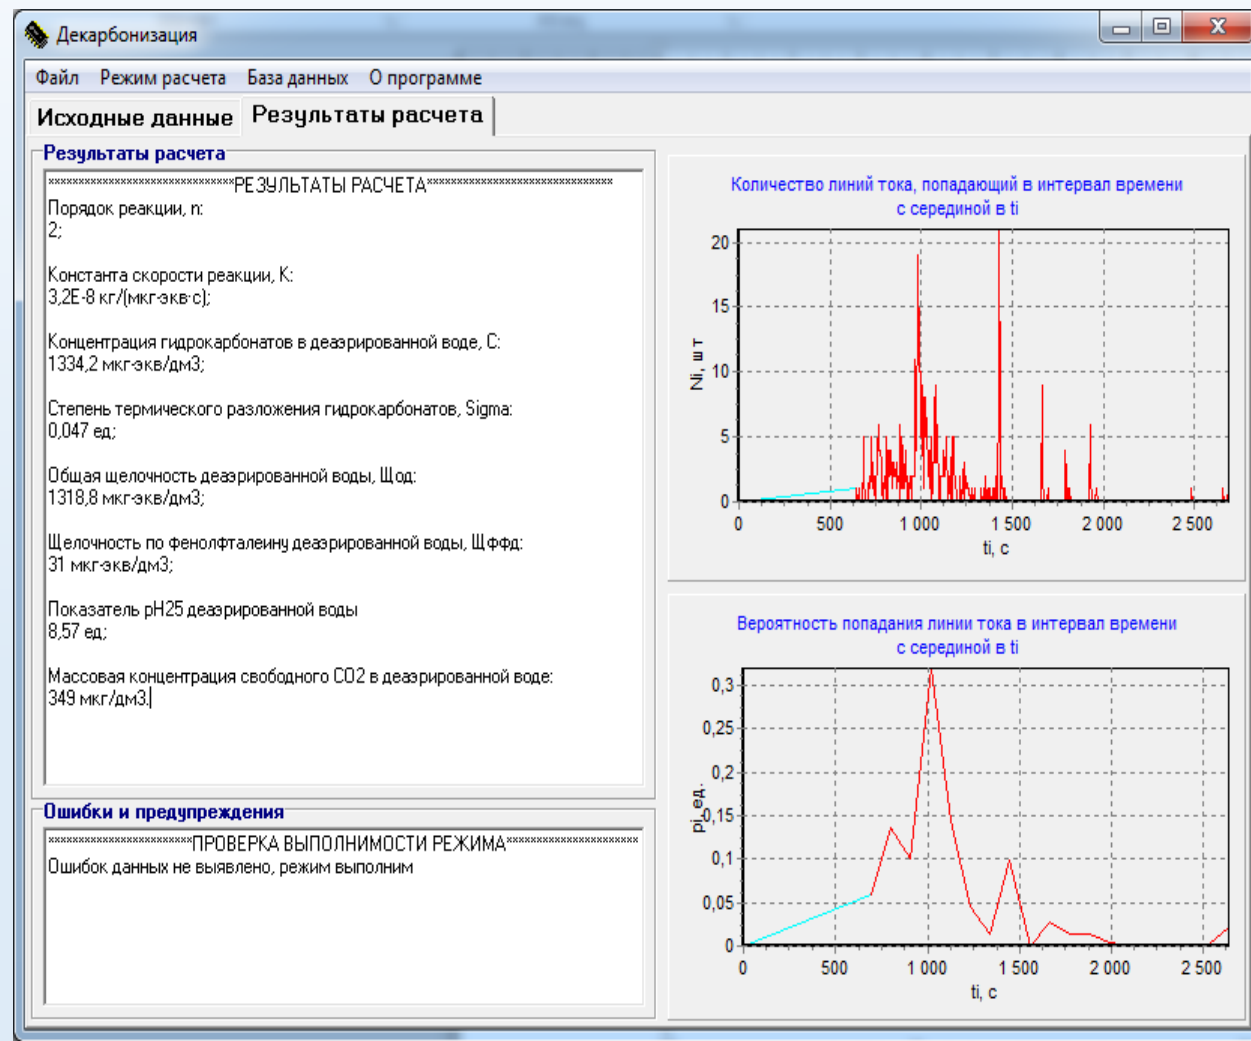 Декарбонизация
Файл Режим расчета База данных О программе
Исходные данные Результаты расчета
Результаты расчета
*******************************РЕЗУЛЬТАТЫ РАСЧЕТА*******************************
Порядок реакции, n:
2;
Константа скорости реакции, К:
3,2E-8 кг/(мкг-экв·с);
Концентрация гидрокарбонатов в деаэрированной воде, С:
1334,2 мкг-экв/дм3;
Степень термического разложения гидрокарбонатов, Sigma:
0,047 ед;
Общая щелочность деаэрированной воды, Щод:
1318,8 мкг-экв/дм3;
Щелочность по фенолфталеину деаэрированной воды, Щффд:
31 мкг-экв/дм3;
Показатель pH25 деаэрированной воды
8,57 ед;
Массовая концентрация свободного СО2 в деаэрированной воде:
349 мкг/дм3.
Ошибки и предупреждения
************************ПРОВЕРКА ВЫПОЛНИМОСТИ РЕЖИМА**********************
Ошибок данных не выявлено, режим выполним
Количество линий тока, попадающий в интервал времени
с серединой в ti
Ni, шт
20
15
10
5
0
0 500 1 000 1 500 2 000 2 500
ti, с
Вероятность попадания линии тока в интервал времени
с серединой в ti
pi, ед.
0,3
0,25
0,2
0,15
0,1
0,05
0
0 500 1 000 1 500 2 000 2 500
ti, с